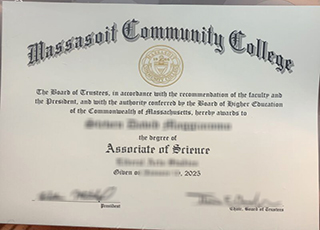 Massasoit Community College
The Board of Trustees, in accordance with the recommendation of the faculty and
the President, and with the authority conferred by the Board of Higher Education
of the Commonwealth of Massachusetts, hereby awards to
the degree of
Associate of Science
Given on 2023
President
Chair, Board of Trustees